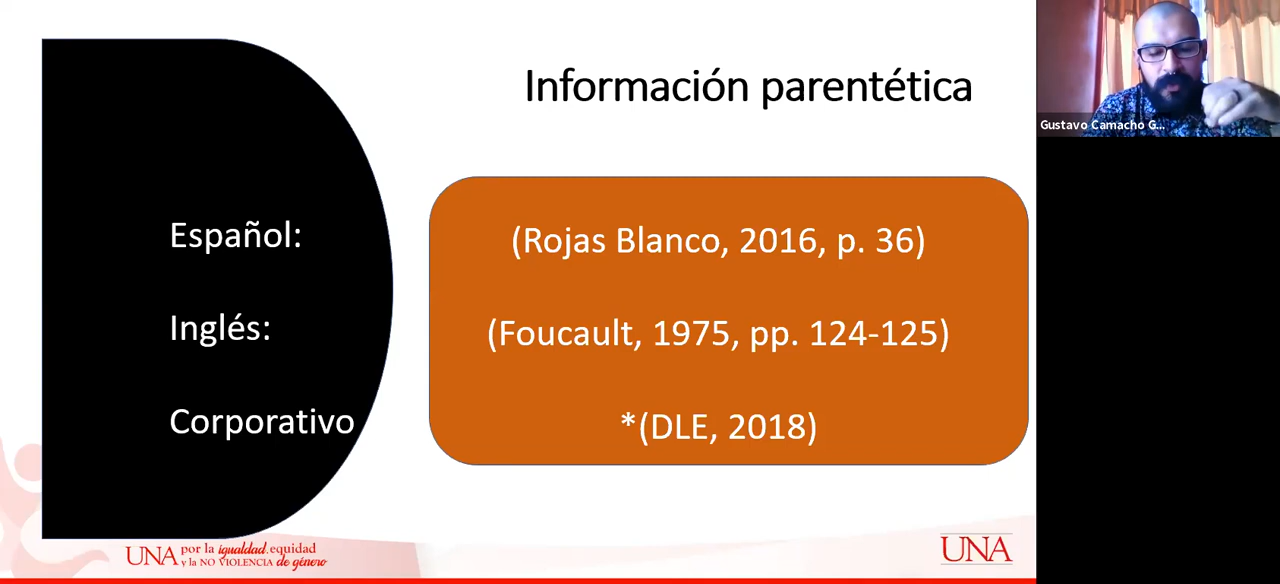 Información parentética
Gustavo Camacho G...
Español:
(Rojas Blanco, 2016, p. 36)
Inglés:
(Foucault, 1975, pp. 124-125)
Corporativo
*(DLE, 2018)
UNA por la igualdad, equidad
y la NO VIOLENCIA de género
UNA